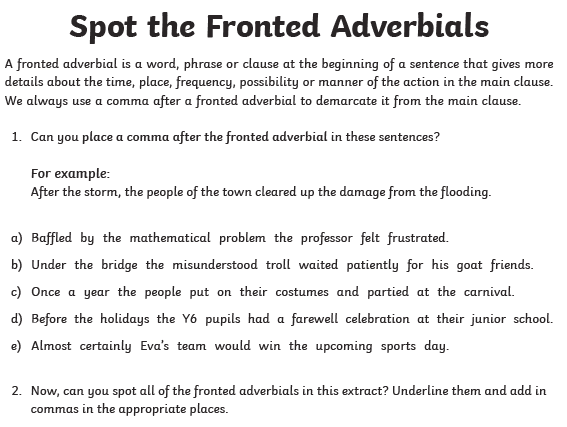 Spot the Fronted Adverbials
A fronted adverbial is a word, phrase or clause at the beginning of a sentence that gives more
details about the time, place, frequency, possibility or manner of the action in the main clause.
We always use a comma after a fronted adverbial to demarcate it from the main clause.
1. Can you place a comma after the fronted adverbial in these sentences?
For example:
After the storm, the people of the town cleared up the damage from the flooding.
a) Baffled by the mathematical problem the professor felt frustrated.
b) Under the bridge the misunderstood troll waited patiently for his goat friends.
c) Once a year the people put on their costumes and partied at the carnival.
d) Before the holidays the Y6 pupils had a farewell celebration at their junior school.
e) Almost certainly Eva's team would win the upcoming sports day.
2. Now, can you spot all of the fronted adverbials in this extract? Underline them and add in
commas in the appropriate places.